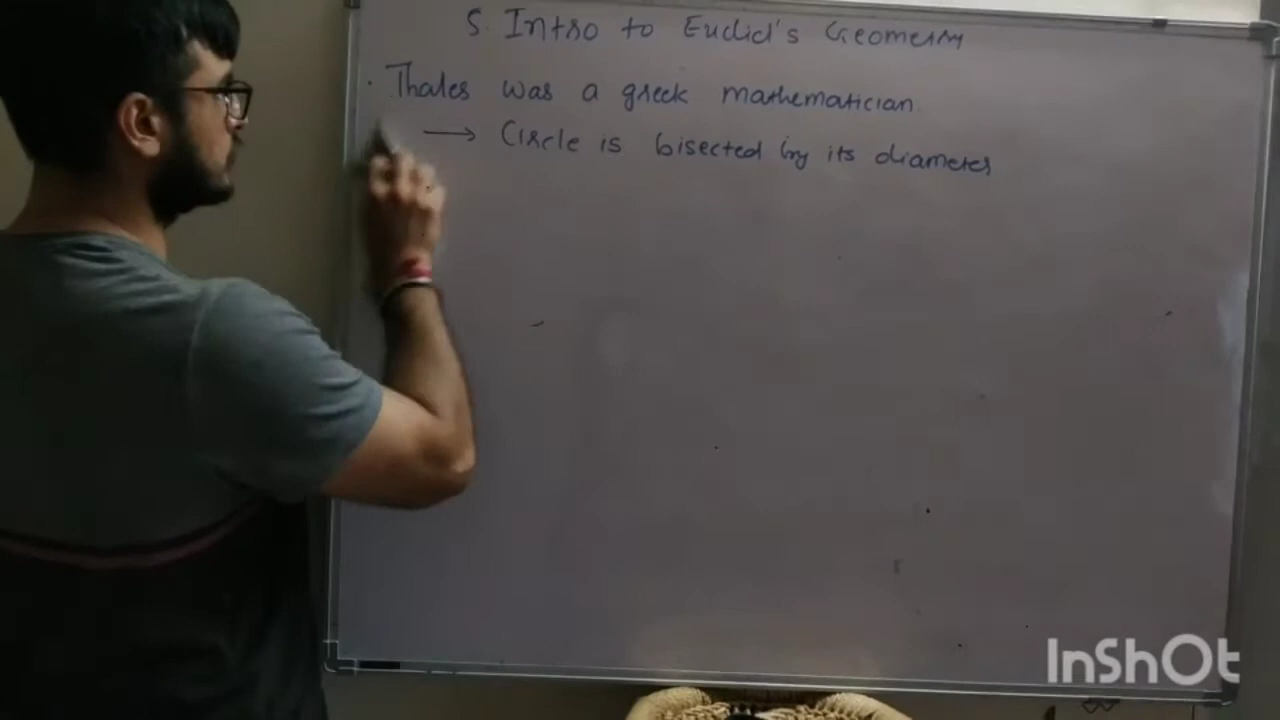 5. Intro to Euclid's Geometry
· Thales was a greek mathematician
→ Circle is bisected by its diameter
InShOt